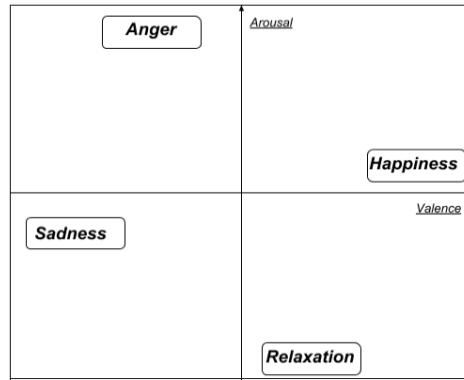 Anger
Arousal
Happiness
Valence
Sadness
Relaxation